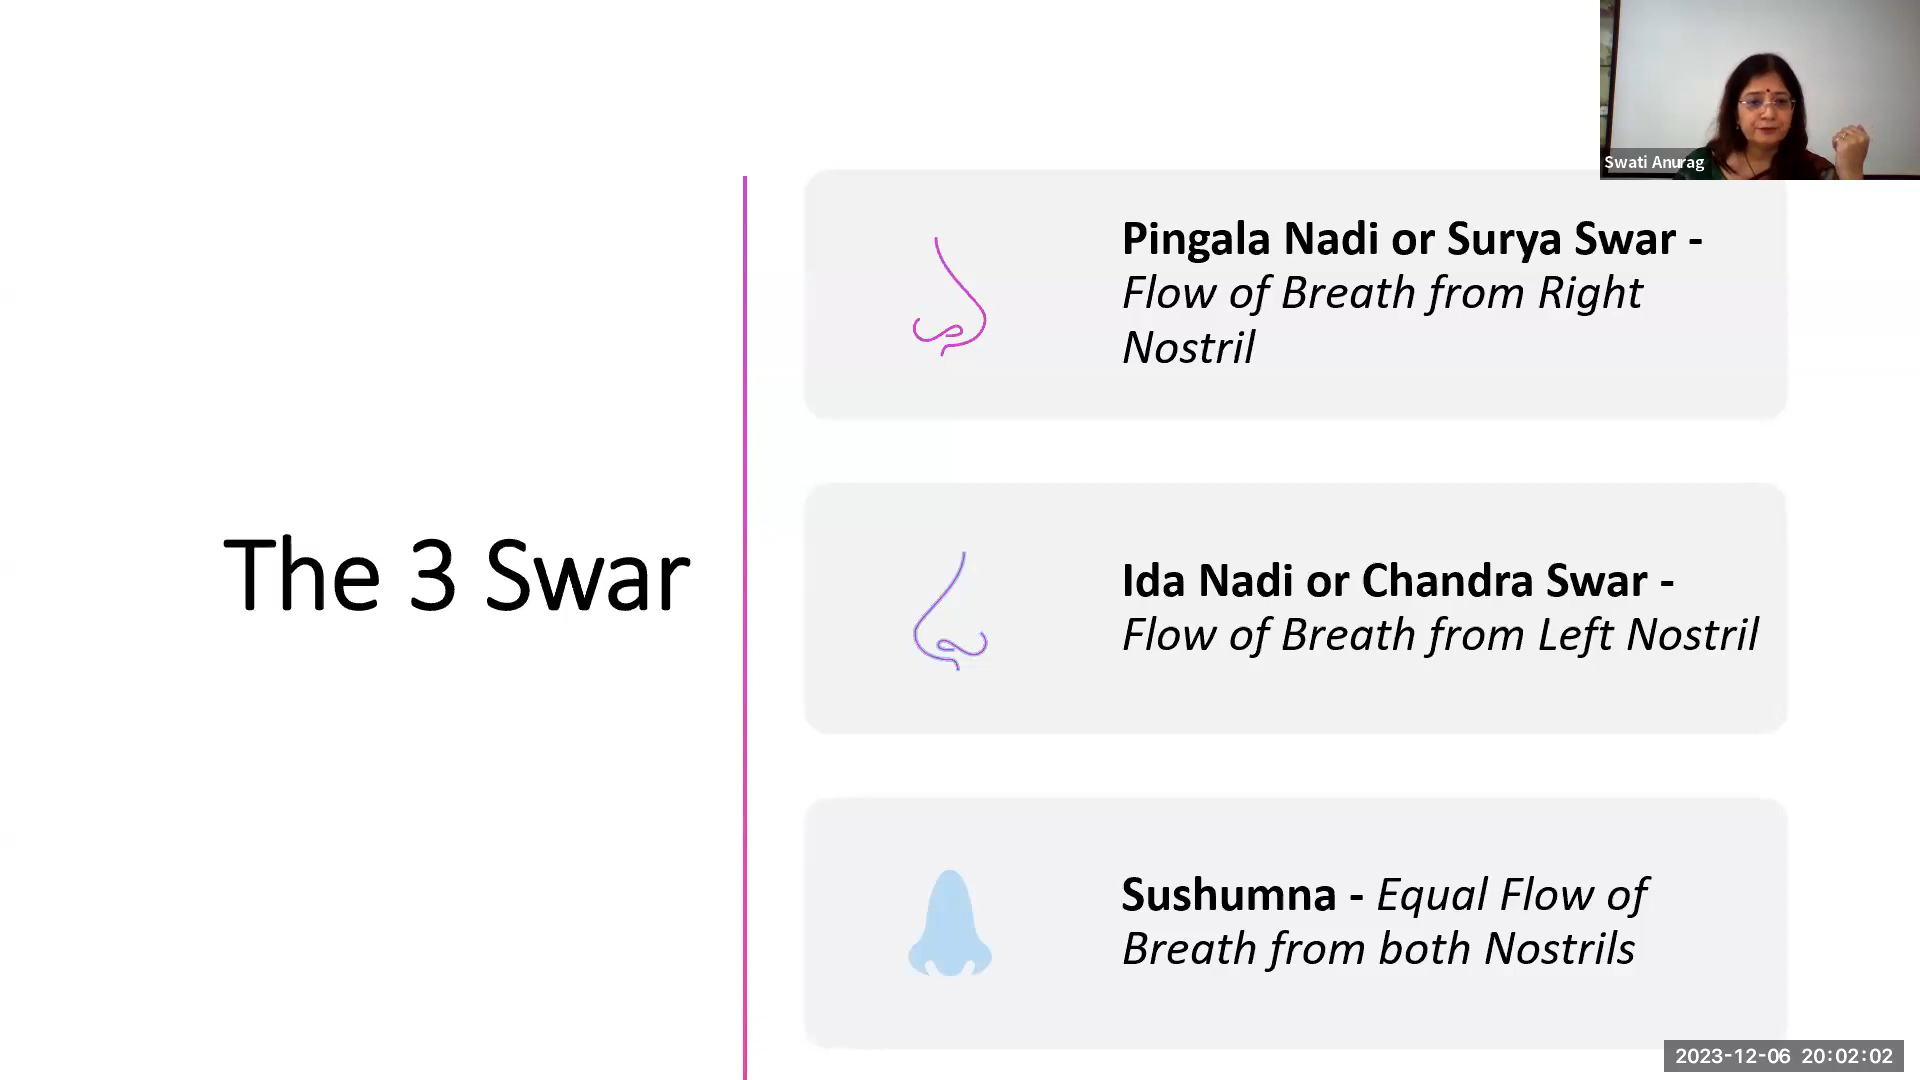 Swati Anurag
The 3 Swar
Pingala Nadi or Surya Swar -
Flow of Breath from Right
Nostril
Ida Nadi or Chandra Swar -
Flow of Breath from Left Nostril
Sushumna - Equal Flow of
Breath from both Nostrils
2023-12-06 20:02:02